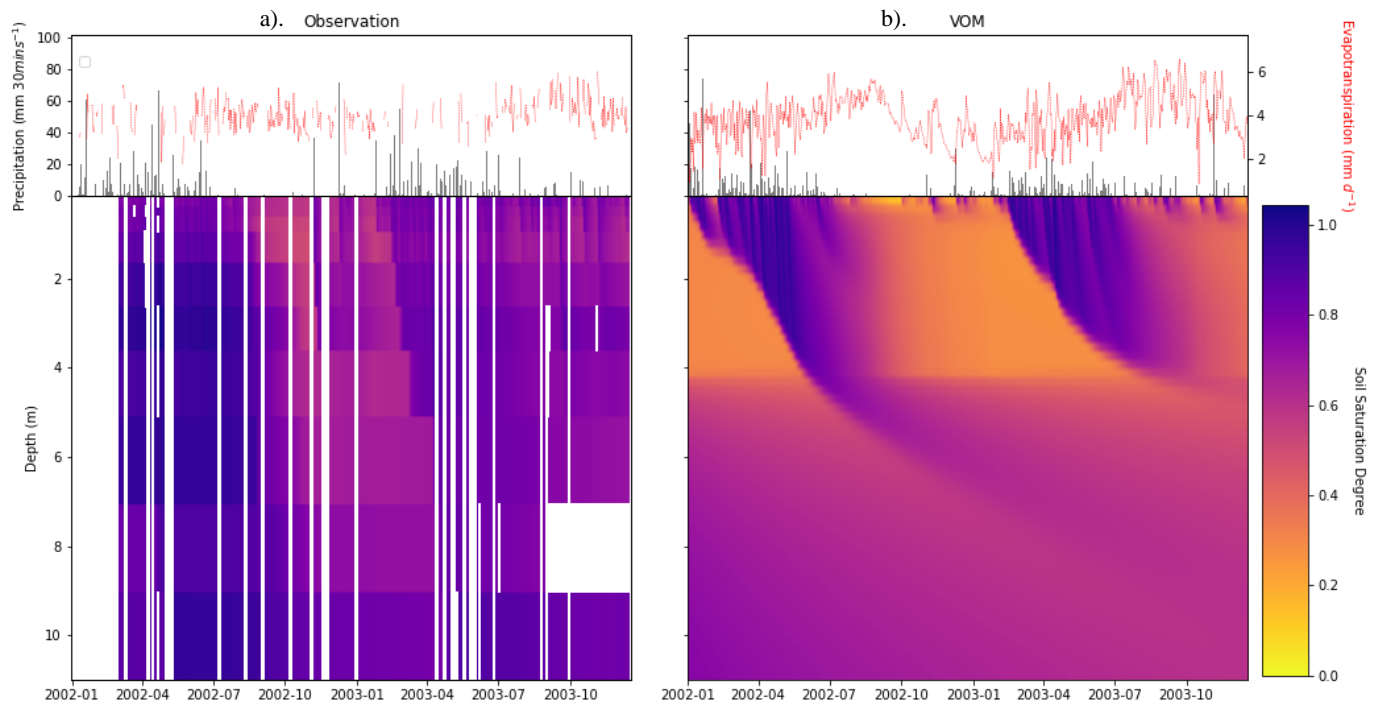 a). Observation
b). VOM
Precipitation (mm 30mins⁻¹)
100
80
60
40
20
0
6
4
2
Evapotranspiration (mm d⁻¹)
Depth (m)
2
4
6
8
10
1.0
0.8
0.6
0.4
0.2
0.0
Soil Saturation Degree
2002-01 2002-04 2002-07 2002-10 2003-01 2003-04 2003-07 2003-10
2002-01 2002-04 2002-07 2002-10 2003-01 2003-04 2003-07 2003-10